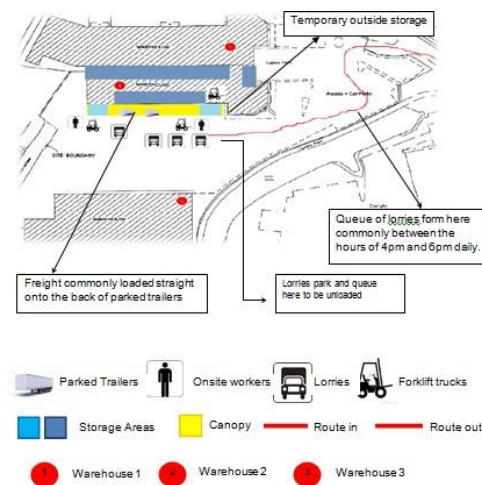 Temporary outside storage
WAREHOUSE
SITE BOUNDARY
Queue of lorries form here
commonly between the
hours of 4pm and 6pm daily.
Freight commonly loaded straight
onto the back of parked trailers
Lorries park and queue
here to be unloaded
Parked Trailers
Onsite workers
Lorries
Forklift trucks
Storage Areas
Canopy
Route in
Route out
1 Warehouse 1
2 Warehouse 2
3 Warehouse 3